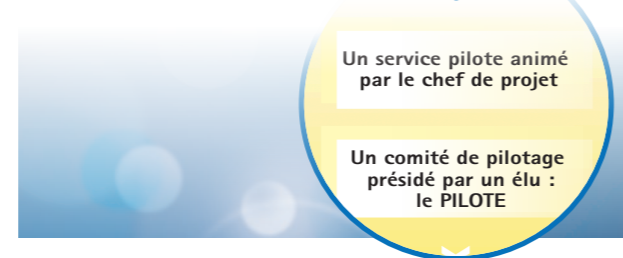 Un service pilote animé
par le chef de projet
Un comité de pilotage
présidé par un élu :
le PILOTE